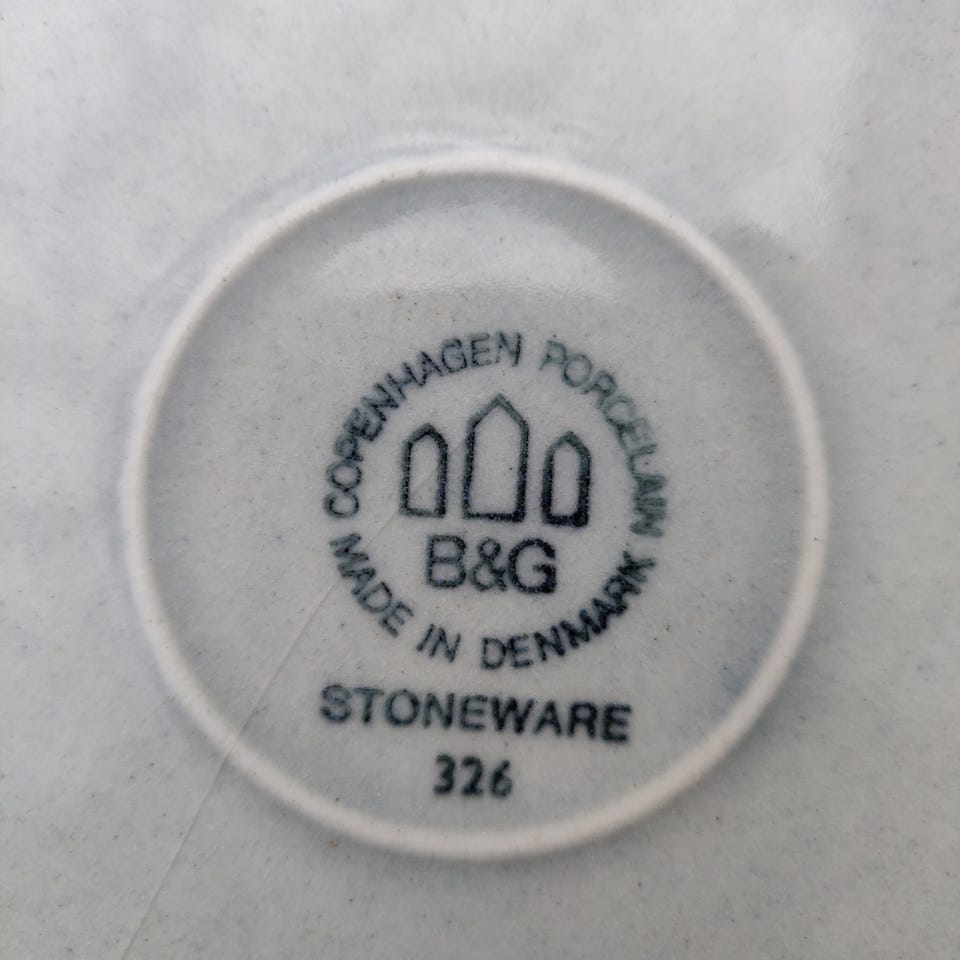 COPENHAGEN PORCELAIN
B&G
MADE IN DENMARK
STONEWARE
326